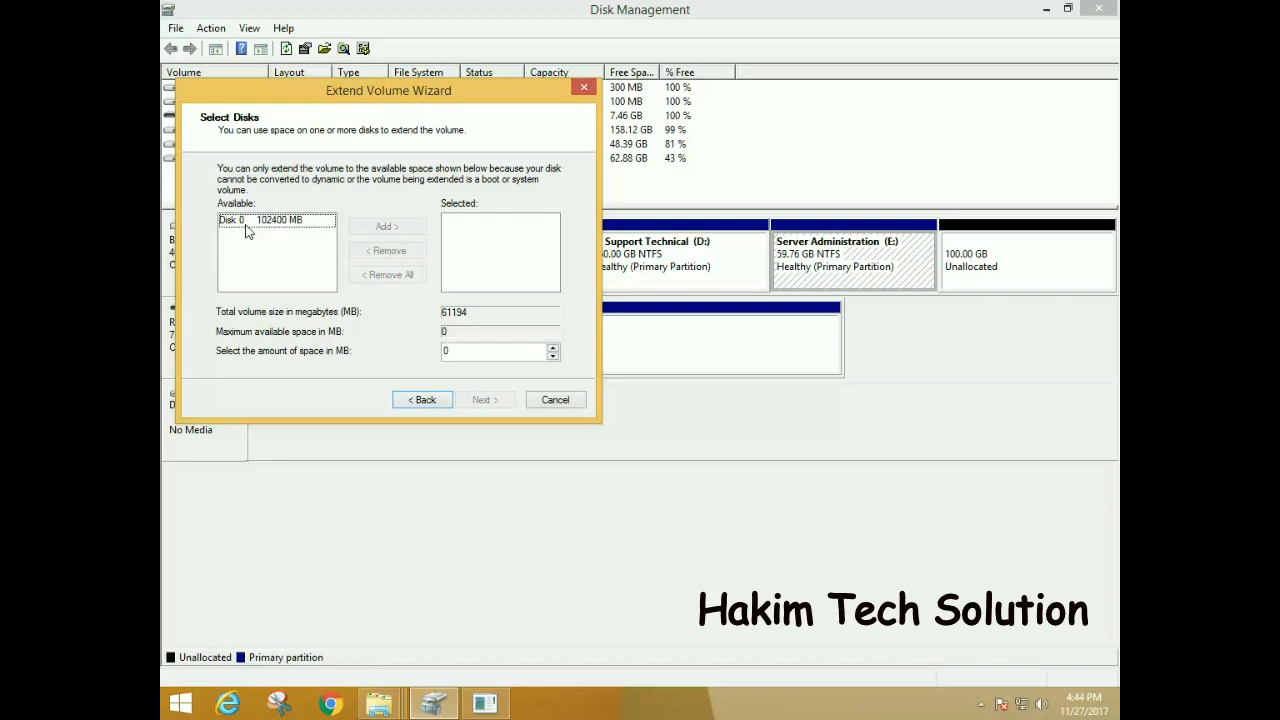 Disk Management
File Action View Help
Volume Layout Type File System Status Capacity Free Spa... % Free
300 MB 100 %
100 MB 100 %
7.46 GB 100 %
158.12 GB 99 %
48.39 GB 81 %
62.88 GB 43 %
Extend Volume Wizard
Select Disks
You can use space on one or more disks to extend the volume.
You can only extend the volume to the available space shown below because your disk
cannot be converted to dynamic or the volume being extended is a boot or system
volume.
Available: Selected:
Disk 0 102400 MB
Add >
< Remove
< Remove All
Total volume size in megabytes (MB): 61194
Maximum available space in MB: 0
Select the amount of space in MB: 0
< Back Next > Cancel
Support Technical (D:)
0.00 GB NTFS
ealthy (Primary Partition)
Server Administration (E:)
59.76 GB NTFS
Healthy (Primary Partition)
100.00 GB
Unallocated
No Media
Hakim Tech Solution
Unallocated Primary partition
4:44 PM
11/27/2017